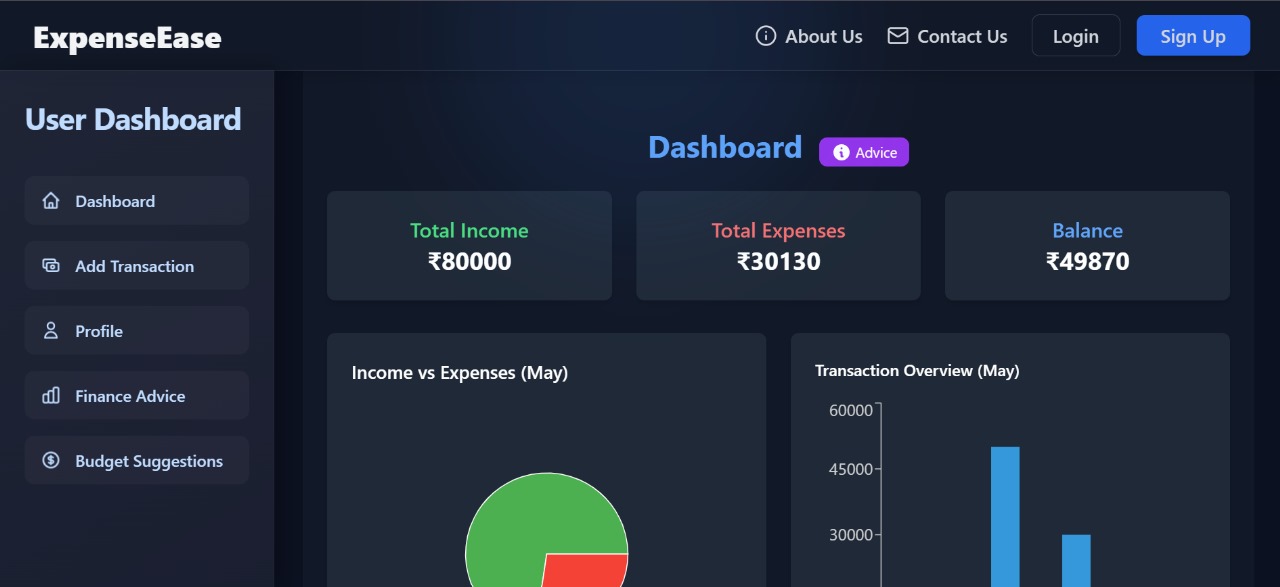 ExpenseEase
About Us
Contact Us
Login
Sign Up
User Dashboard
Dashboard
Add Transaction
Profile
Finance Advice
Budget Suggestions
Dashboard
Advice
Total Income
₹80000
Total Expenses
₹30130
Balance
₹49870
Income vs Expenses (May)
Transaction Overview (May)
60000
45000
30000